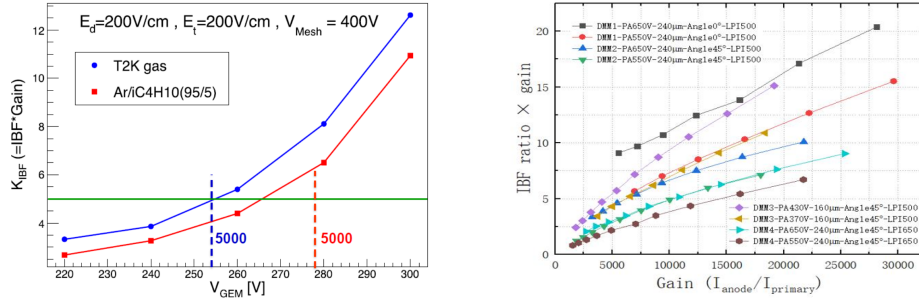 E_d=200V/cm , E_t=200V/cm , V_Mesh = 400V
T2K gas
Ar/iC4H10(95/5)
K_IBF (=IBF*Gain)
12
10
8
6
4
5000
5000
220
240
260
280
300
V_GEM [V]
DMM1-PA650V-240μm-Angle0°-LPI500
DMM1-PA550V-240μm-Angle0°-LPI500
DMM2-PA650V-240μm-Angle45°-LPI500
DMM2-PA550V-240μm-Angle45°-LPI500
IBF ratio X gain
20
15
10
5
0
DMM3-PA430V-160μm-Angle45°-LPI500
DMM3-PA370V-160μm-Angle45°-LPI500
DMM4-PA650V-240μm-Angle45°-LPI650
DMM4-PA550V-240μm-Angle45°-LPI650
0
5000
10000
15000
20000
25000
30000
Gain (I_anode/I_primary)